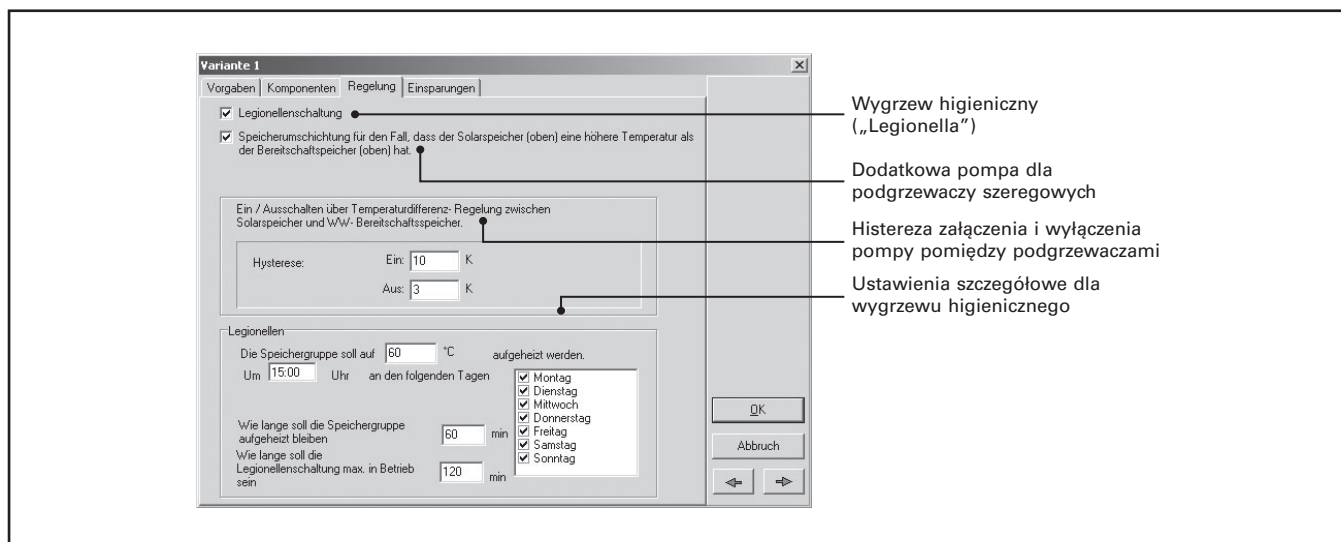 Variante 1
Vorgaben Komponenten Regelung Einsparungen
Legionellenschaltung
Speicherumschichtung für den Fall, dass der Solarspeicher (oben) eine höhere Temperatur als
der Bereitschaftspeicher (oben) hat.
Ein / Ausschalten über Temperaturdifferenz- Regelung zwischen
Solarspeicher und WW- Bereitschaftsspeicher.
Hysterese: Ein: 10 K
Aus: 3 K
Legionellen
Die Speichergruppe soll auf 60 °C aufgeheizt werden.
Um 15:00 Uhr an den folgenden Tagen
Montag
Dienstag
Mittwoch
Donnerstag
Freitag
Samstag
Sonntag
Wie lange soll die Speichergruppe
aufgeheizt bleiben 60 min
Wie lange soll die
Legionellenschaltung max. in Betrieb
sein 120 min
OK
Abbruch
Wygrzew higieniczny
(„Legionella”)
Dodatkowa pompa dla
podgrzewaczy szeregowych
Histereza załączenia i wyłączenia
pompy pomiędzy podgrzewaczami
Ustawienia szczegółowe dla
wygrzewu higienicznego